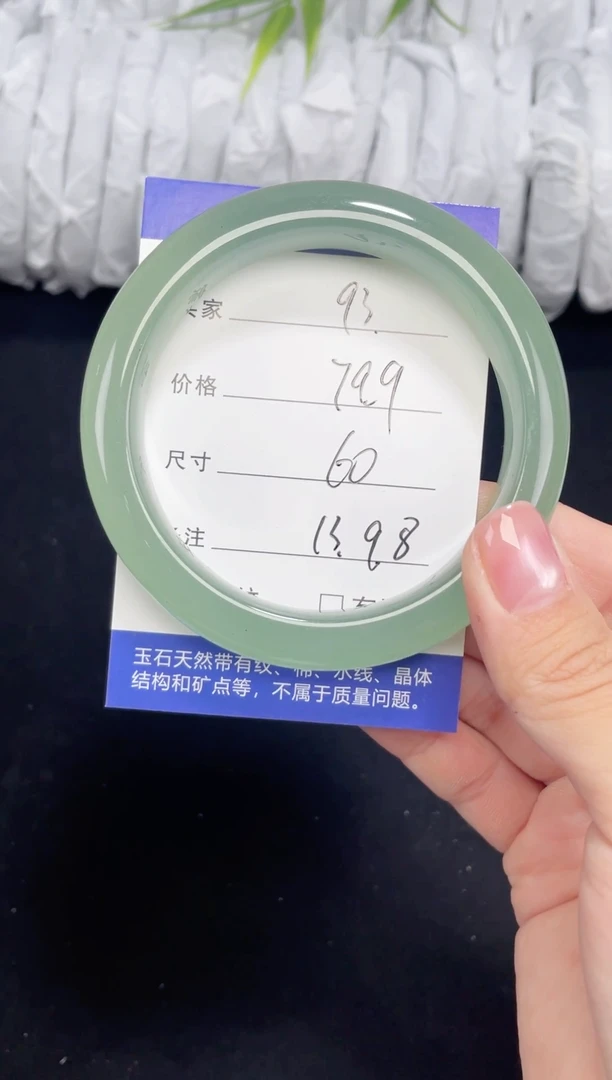 家 93.
价格 799
尺寸 60
注 13.98
玉石天然带有纹、棉、水线、晶体
结构和矿点等，不属于质量问题。